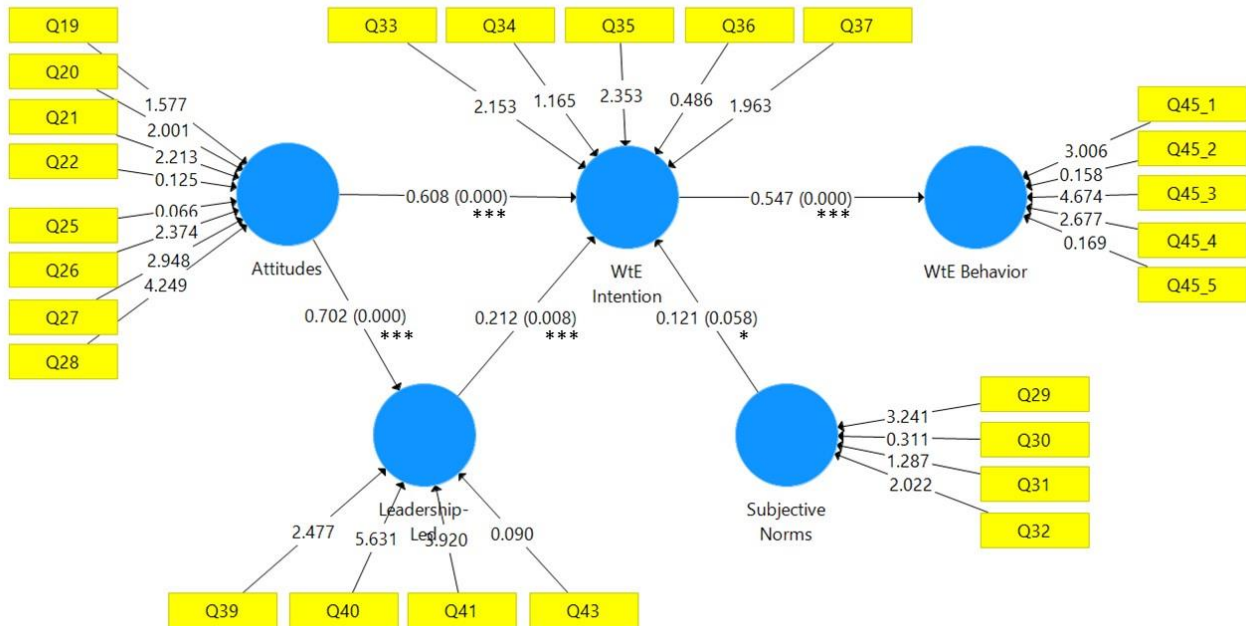 Q19
Q20
Q21
Q22
Q25
Q26
Q27
Q28
1.577
2.001
2.213
0.125
0.066
2.374
2.948
4.249
Attitudes
Q33
Q34
Q35
Q36
Q37
2.153
1.165
2.353
0.486
1.963
0.608 (0.000)
***
WtE
Intention
0.547 (0.000)
***
WtE Behavior
3.006
0.158
4.674
2.677
0.169
Q45_1
Q45_2
Q45_3
Q45_4
Q45_5
0.702 (0.000)
***
0.212 (0.008)
***
0.121 (0.058)
*
Leadership-
Led
2.477
5.631
3.920
0.090
Q39
Q40
Q41
Q43
Subjective
Norms
3.241
0.311
1.287
2.022
Q29
Q30
Q31
Q32